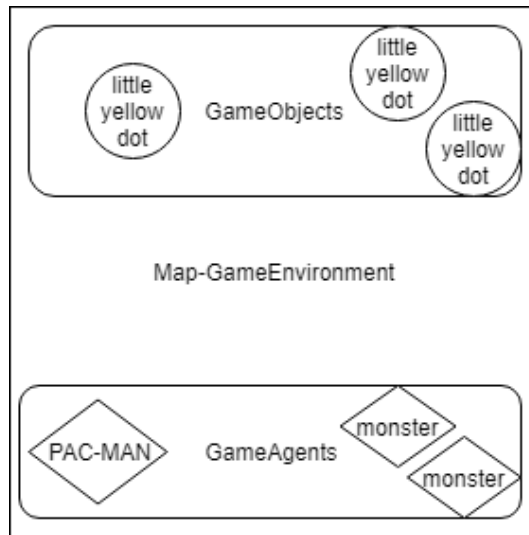 little
yellow
dot
GameObjects
little
yellow
dot
little
yellow
dot
Map-GameEnvironment
PAC-MAN
GameAgents
monster
monster